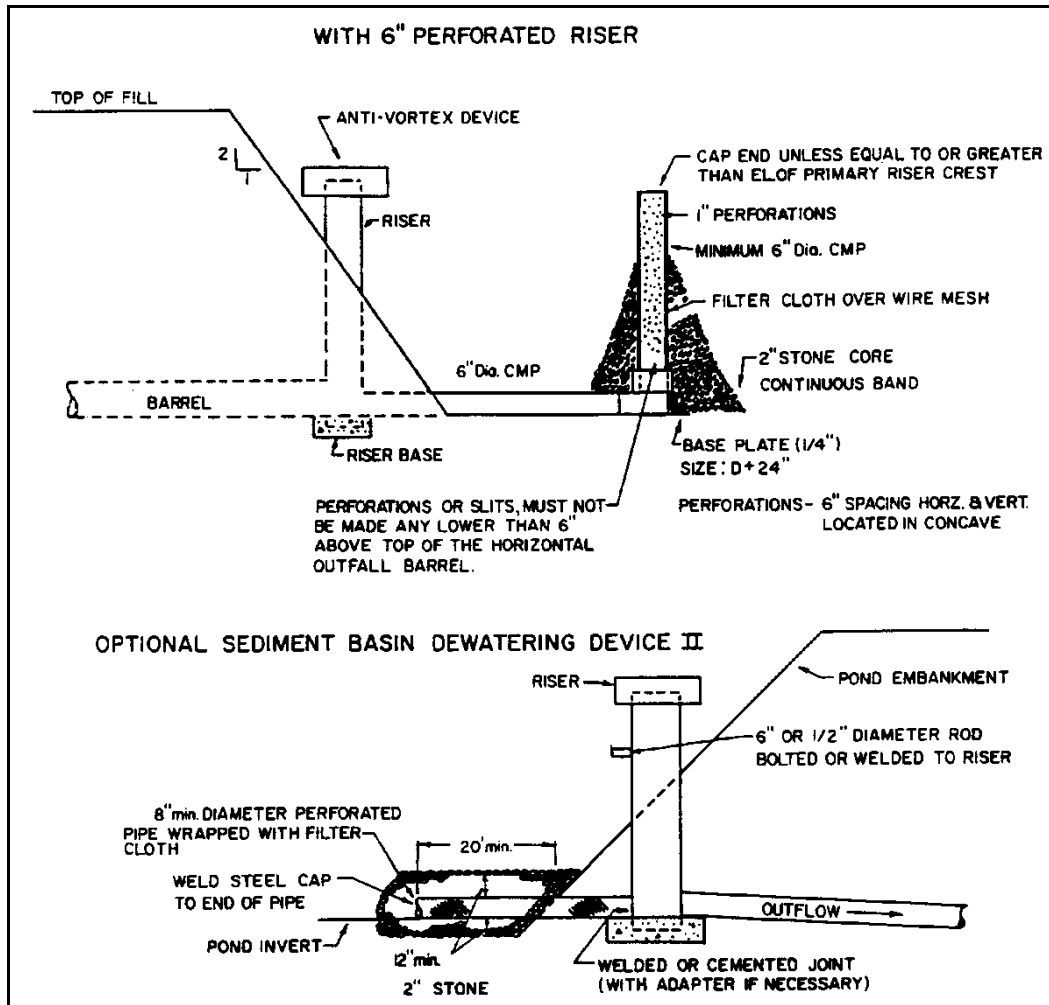 WITH 6" PERFORATED RISER
TOP OF FILL
ANTI-VORTEX DEVICE
2
1
RISER
CAP END UNLESS EQUAL TO OR GREATER
THAN EL.OF PRIMARY RISER CREST
1" PERFORATIONS
MINIMUM 6" Dia. CMP
FILTER CLOTH OVER WIRE MESH
6" Dia. CMP
2" STONE CORE
CONTINUOUS BAND
BARREL
RISER BASE
BASE PLATE (1/4")
SIZE: D+24"
PERFORATIONS OR SLITS, MUST NOT
BE MADE ANY LOWER THAN 6"
ABOVE TOP OF THE HORIZONTAL
OUTFALL BARREL.
PERFORATIONS- 6" SPACING HORZ. & VERT.
LOCATED IN CONCAVE
OPTIONAL SEDIMENT BASIN DEWATERING DEVICE II
RISER
POND EMBANKMENT
6" OR 1/2" DIAMETER ROD
BOLTED OR WELDED TO RISER
8" min. DIAMETER PERFORATED
PIPE WRAPPED WITH FILTER
CLOTH
20' min.
WELD STEEL CAP
TO END OF PIPE
OUTFLOW
POND INVERT
12" min.
2" STONE
WELDED OR CEMENTED JOINT
(WITH ADAPTER IF NECESSARY)